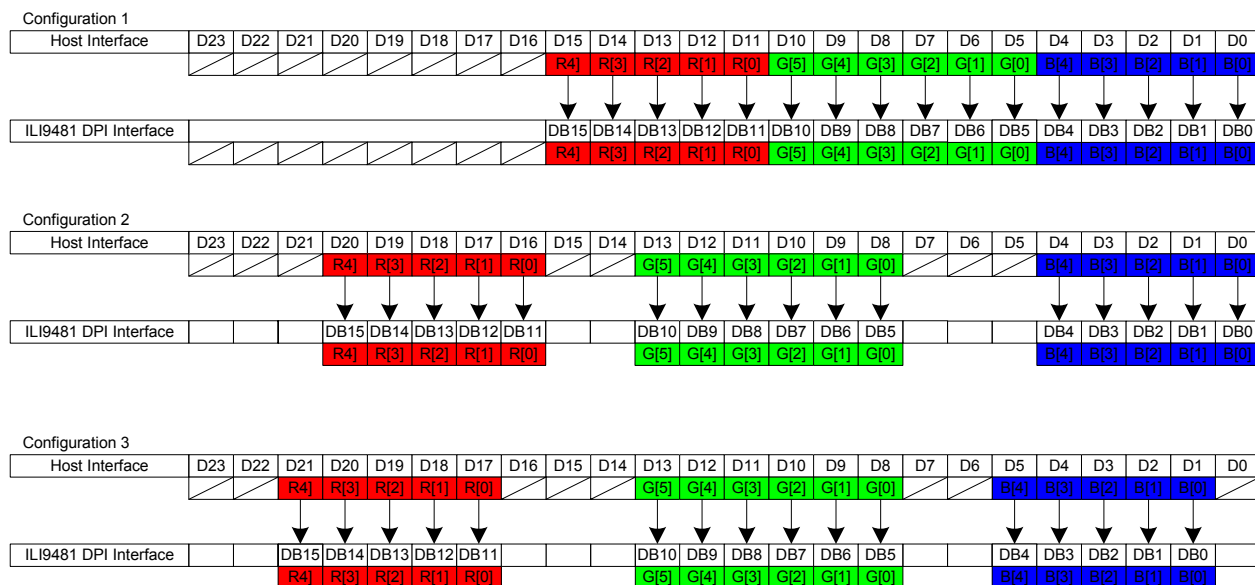 Configuration 1
Host Interface D23 D22 D21 D20 D19 D18 D17 D16 D15 D14 D13 D12 D11 D10 D9 D8 D7 D6 D5 D4 D3 D2 D1 D0
R4] R[3] R[2] R[1] R[0] G[5] G[4] G[3] G[2] G[1] G[0] B[4] B[3] B[2] B[1] B[0]
ILI9481 DPI Interface DB15 DB14 DB13 DB12 DB11 DB10 DB9 DB8 DB7 DB6 DB5 DB4 DB3 DB2 DB1 DB0
R4] R[3] R[2] R[1] R[0] G[5] G[4] G[3] G[2] G[1] G[0] B[4] B[3] B[2] B[1] B[0]
Configuration 2
Host Interface D23 D22 D21 D20 D19 D18 D17 D16 D15 D14 D13 D12 D11 D10 D9 D8 D7 D6 D5 D4 D3 D2 D1 D0
R4] R[3] R[2] R[1] R[0] G[5] G[4] G[3] G[2] G[1] G[0] B[4] B[3] B[2] B[1] B[0]
ILI9481 DPI Interface DB15 DB14 DB13 DB12 DB11 DB10 DB9 DB8 DB7 DB6 DB5 DB4 DB3 DB2 DB1 DB0
R4] R[3] R[2] R[1] R[0] G[5] G[4] G[3] G[2] G[1] G[0] B[4] B[3] B[2] B[1] B[0]
Configuration 3
Host Interface D23 D22 D21 D20 D19 D18 D17 D16 D15 D14 D13 D12 D11 D10 D9 D8 D7 D6 D5 D4 D3 D2 D1 D0
R4] R[3] R[2] R[1] R[0] G[5] G[4] G[3] G[2] G[1] G[0] B[4] B[3] B[2] B[1] B[0]
ILI9481 DPI Interface DB15 DB14 DB13 DB12 DB11 DB10 DB9 DB8 DB7 DB6 DB5 DB4 DB3 DB2 DB1 DB0
R4] R[3] R[2] R[1] R[0] G[5] G[4] G[3] G[2] G[1] G[0] B[4] B[3] B[2] B[1] B[0]